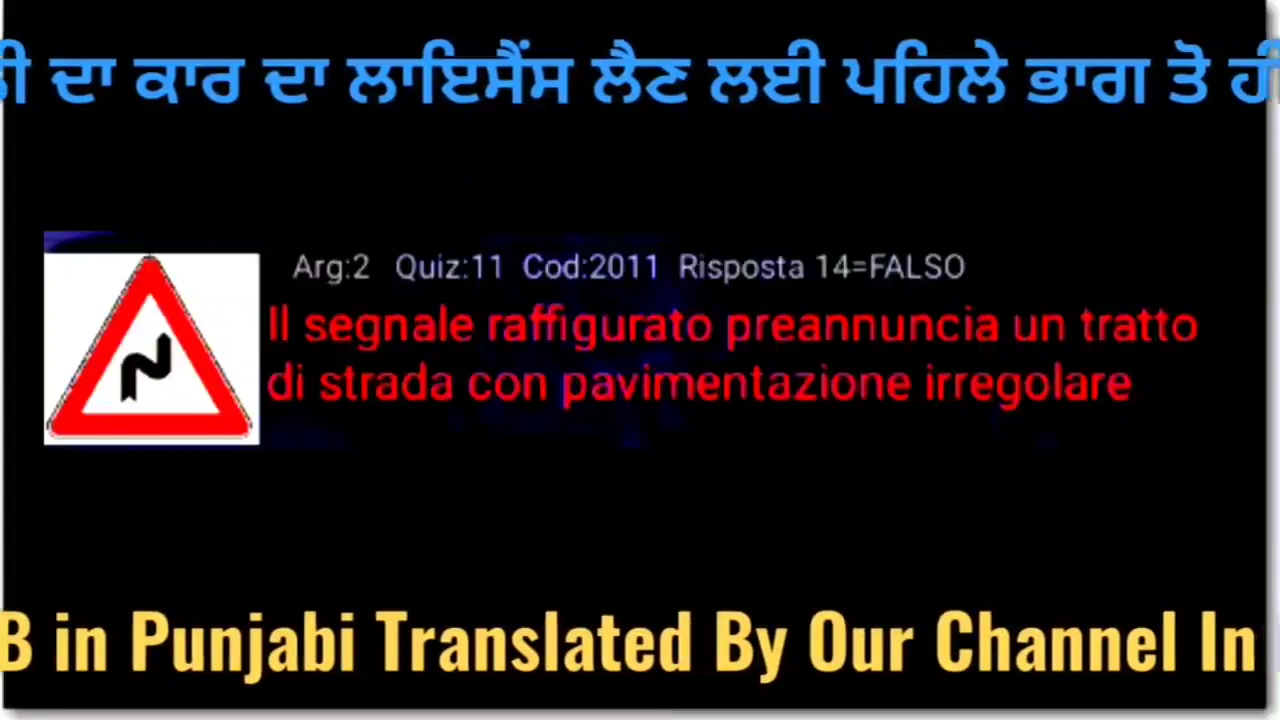 ਦਾ ਕਾਰ ਦਾ ਲਾਇਸੈਂਸ ਲੈਣ ਲਈ ਪਹਿਲੇ ਭਾਗ ਤੋ
Arg:2 Quiz:11 Cod:2011 Risposta 14=FALSO
Il segnale raffigurato preannuncia un tratto
di strada con pavimentazione irregolare
B in Punjabi Translated By Our Channel In